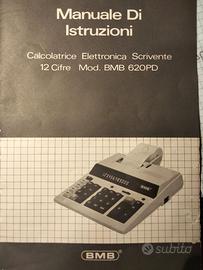 Manuale Di
Istruzioni
Calcolatrice Elettronica Scrivente
12 Cifre Mod. BMB 620PD
BMB
subito